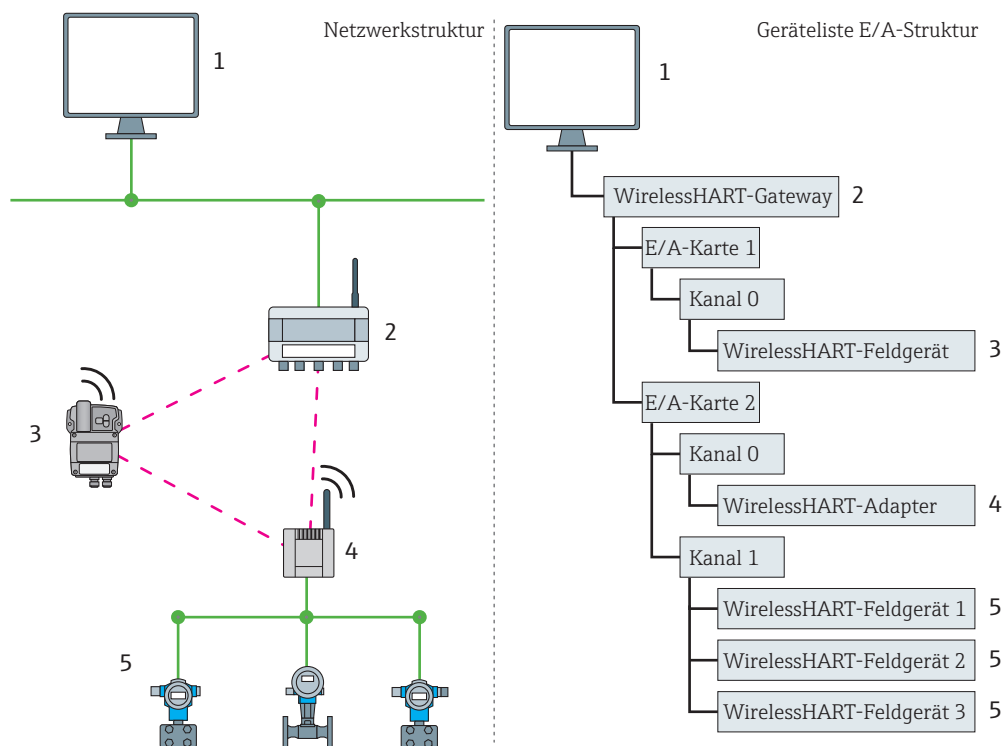 Netzwerkstruktur
1
2
3
4
5
Geräteliste E/A-Struktur
1
WirelessHART-Gateway 2
E/A-Karte 1
Kanal 0
WirelessHART-Feldgerät 3
E/A-Karte 2
Kanal 0
WirelessHART-Adapter 4
Kanal 1
WirelessHART-Feldgerät 1 5
WirelessHART-Feldgerät 2 5
WirelessHART-Feldgerät 3 5